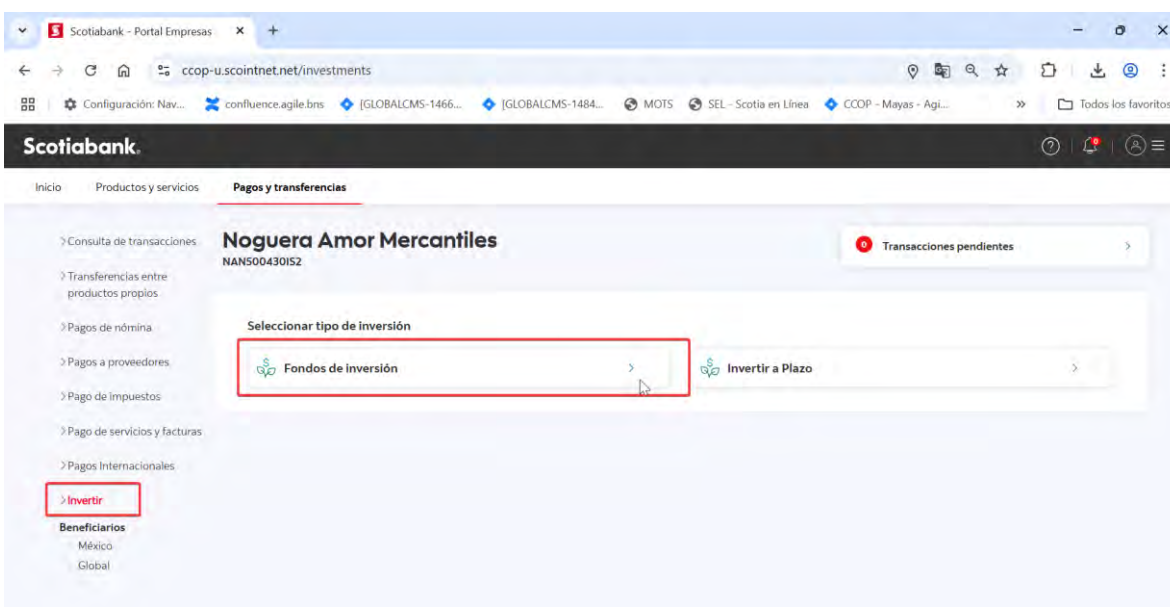 Scotiabank - Portal Empresas
ccop-u.scointnet.net/investments
Configuración: Nav... confluence.agile.bns [GLOBALCMS-1466... [GLOBALCMS-1484... MOTS SEL - Scotia en Línea CCOP - Mayas - Agi... » Todos los favoritos
Scotiabank.
Inicio Productos y servicios Pagos y transferencias
Consulta de transacciones
Transferencias entre
productos propios
Pagos de nómina
Pagos a proveedores
Pago de impuestos
Pago de servicios y facturas
Pagos Internacionales
Invertir
Beneficiarios
México
Global
Noguera Amor Mercantiles
NAN500430IS2
0 Transacciones pendientes
Seleccionar tipo de inversión
Fondos de inversión
Invertir a Plazo